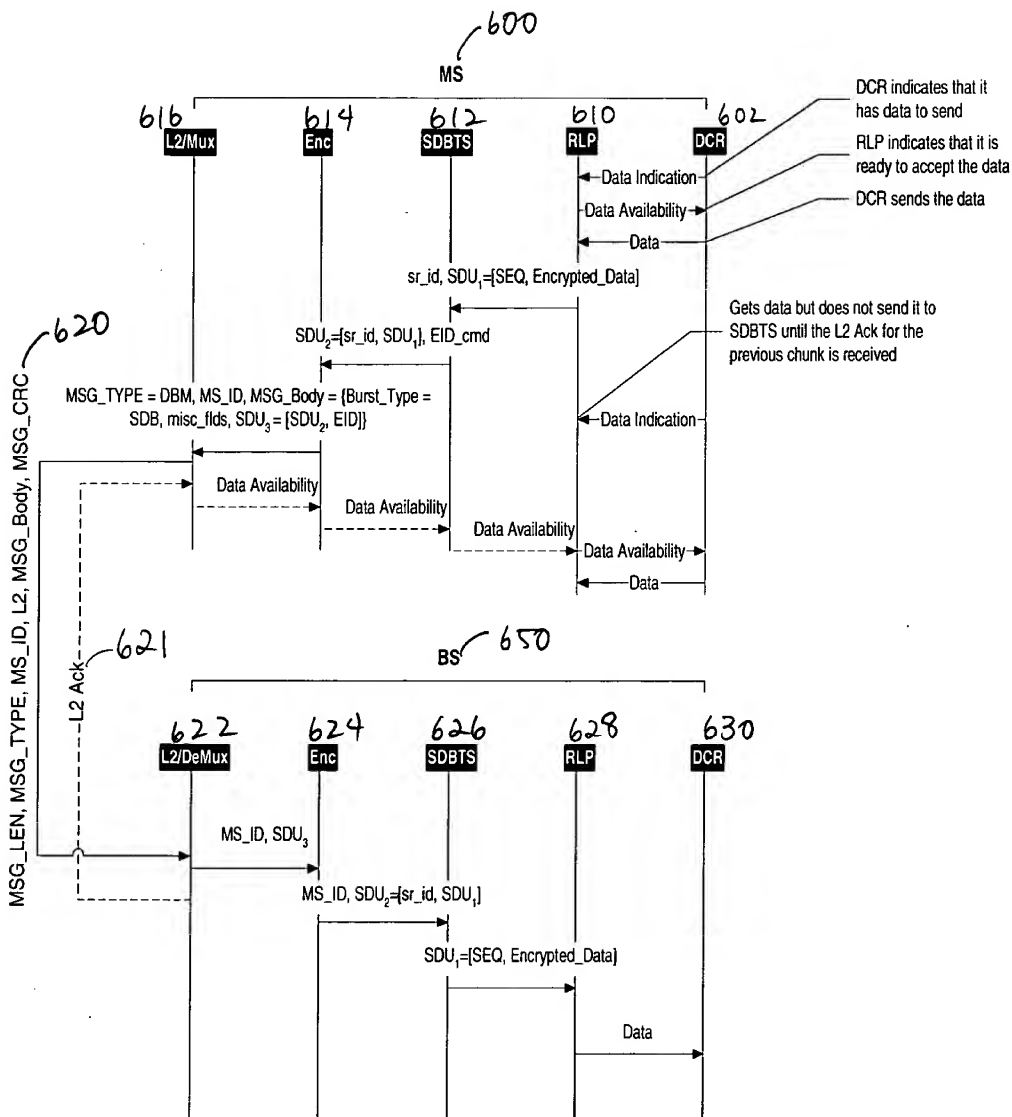 600
MS
616
614
612
610
602
L2/Mux
Enc
SDBTS
RLP
DCR
DCR indicates that it
has data to send
RLP indicates that it is
ready to accept the data
DCR sends the data
Data Indication
Data Availability
Data
sr_id, SDU₁=[SEQ, Encrypted_Data]
Gets data but does not send it to
SDBTS until the L2 Ack for the
previous chunk is received
SDU₂=[sr_id, SDU₁], EID_cmd
MSG_TYPE = DBM, MS_ID, MSG_Body = {Burst_Type =
SDB, misc_flds, SDU₃ = [SDU₂, EID]}
Data Indication
Data Availability
Data Availability
Data Availability
Data Availability
Data
620
MSG_LEN, MSG_TYPE, MS_ID, L2, MSG_Body, MSG_CRC
621
L2 Ack
650
BS
622
624
626
628
630
L2/DeMux
Enc
SDBTS
RLP
DCR
MS_ID, SDU₃
MS_ID, SDU₂=[sr_id, SDU₁]
SDU₁=[SEQ, Encrypted_Data]
Data